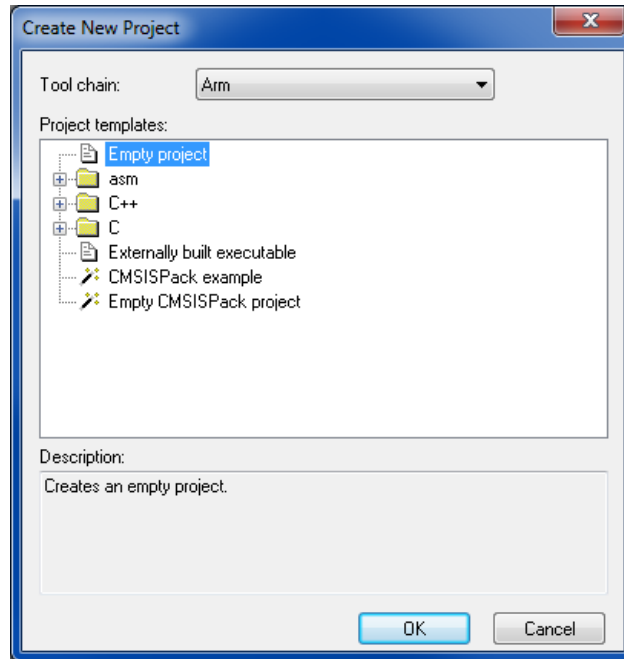 Create New Project
Tool chain: Arm
Project templates:
Empty project
asm
C++
C
Externally built executable
CMSISPack example
Empty CMSISPack project
Description:
Creates an empty project.
OK Cancel